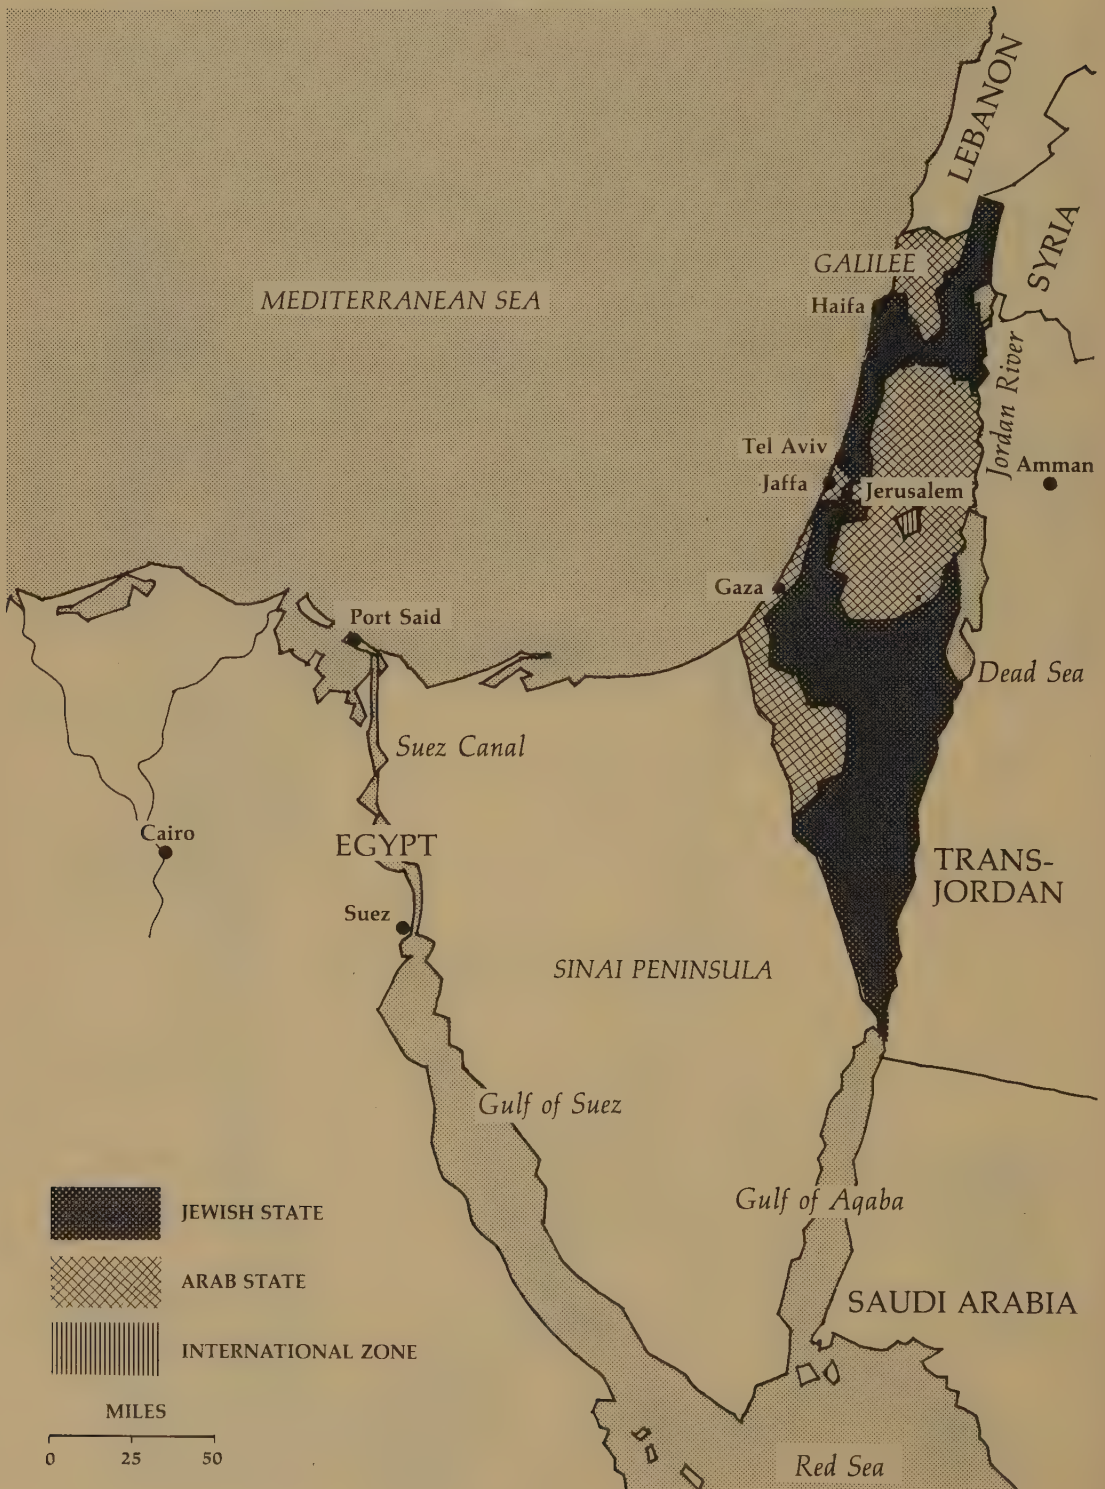 LEBANON
SYRIA
GALILEE
MEDITERRANEAN SEA
Haifa
Jordan River
Tel Aviv
Amman
Jaffa
Jerusalem
Gaza
Port Said
Dead Sea
Suez Canal
Cairo
EGYPT
TRANS-
JORDAN
Suez
SINAI PENINSULA
Gulf of Suez
Gulf of Aqaba
JEWISH STATE
ARAB STATE
SAUDI ARABIA
INTERNATIONAL ZONE
MILES
0 25 50
Red Sea